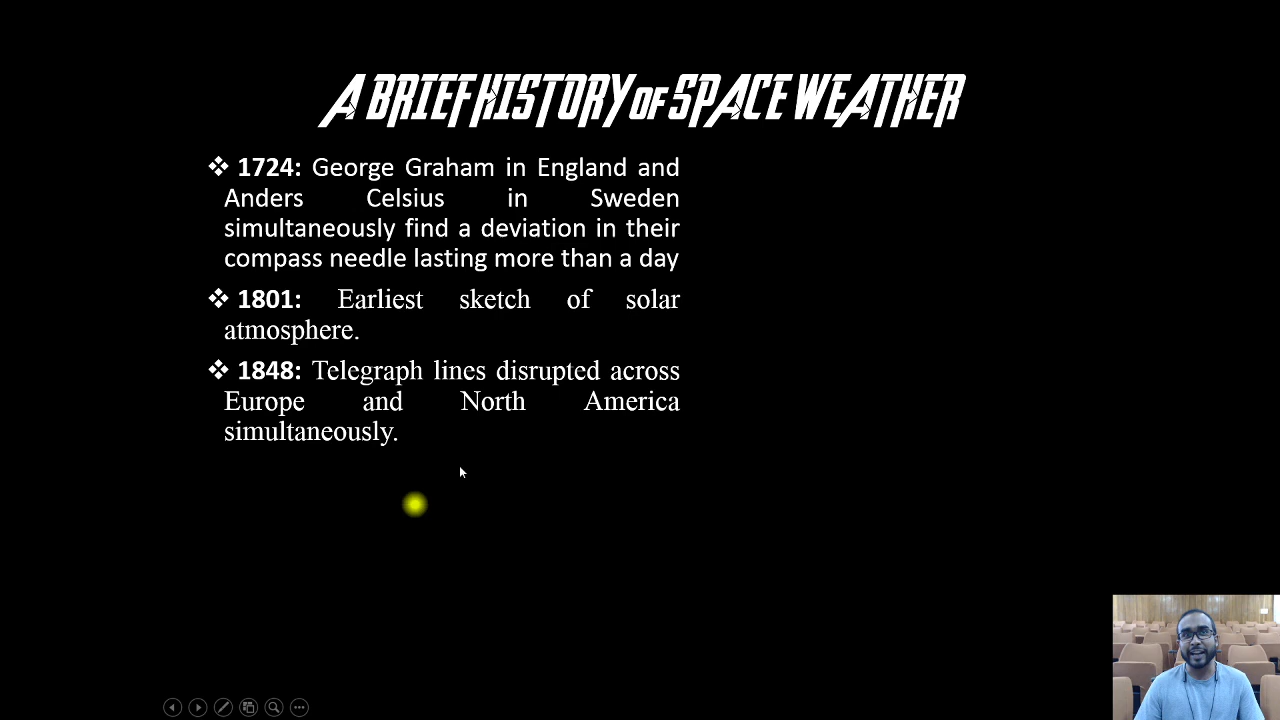 A BRIEF HISTORY OF SPACE WEATHER
❖ 1724: George Graham in England and
Anders Celsius in Sweden
simultaneously find a deviation in their
compass needle lasting more than a day
❖ 1801: Earliest sketch of solar
atmosphere.
❖ 1848: Telegraph lines disrupted across
Europe and North America
simultaneously.